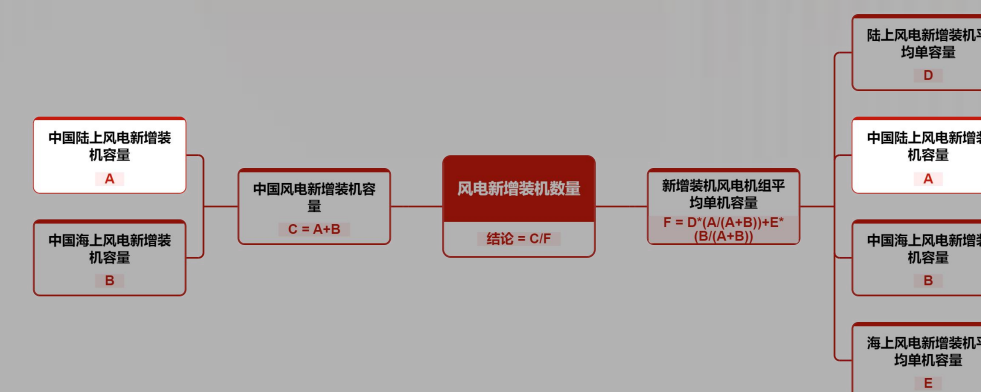 陆上风电新增装机平
均单容量
D
中国陆上风电新增装
机容量
A
中国陆上风电新增装
机容量
A
中国风电新增装机容
量
C = A+B
风电新增装机数量
结论 = C/F
新增装机风电机组平
均单机容量
F = D*(A/(A+B))+E*
(B/(A+B))
中国海上风电新增装
机容量
B
中国海上风电新增装
机容量
B
海上风电新增装机平
均单机容量
E